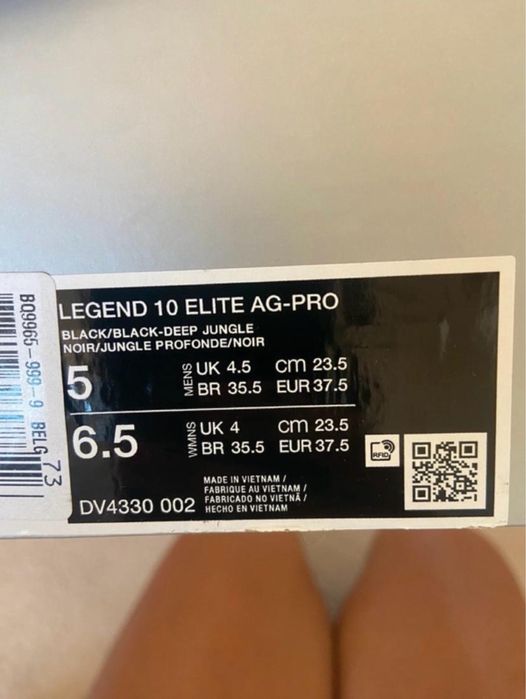 LEGEND 10 ELITE AG-PRO
BLACK/BLACK-DEEP JUNGLE
NOIR/JUNGLE PROFONDE/NOIR
5 MENS UK 4.5 cm 23.5
BR 35.5 EUR 37.5
6.5 WMNS UK 4 cm 23.5
BR 35.5 EUR 37.5
RFID
DV4330 002
MADE IN VIETNAM /
FABRIQUE AU VIETNAM /
FABRICADO NO VIETNÃ /
HECHO EN VIETNAM
BQ9965-999-9 BELG 73